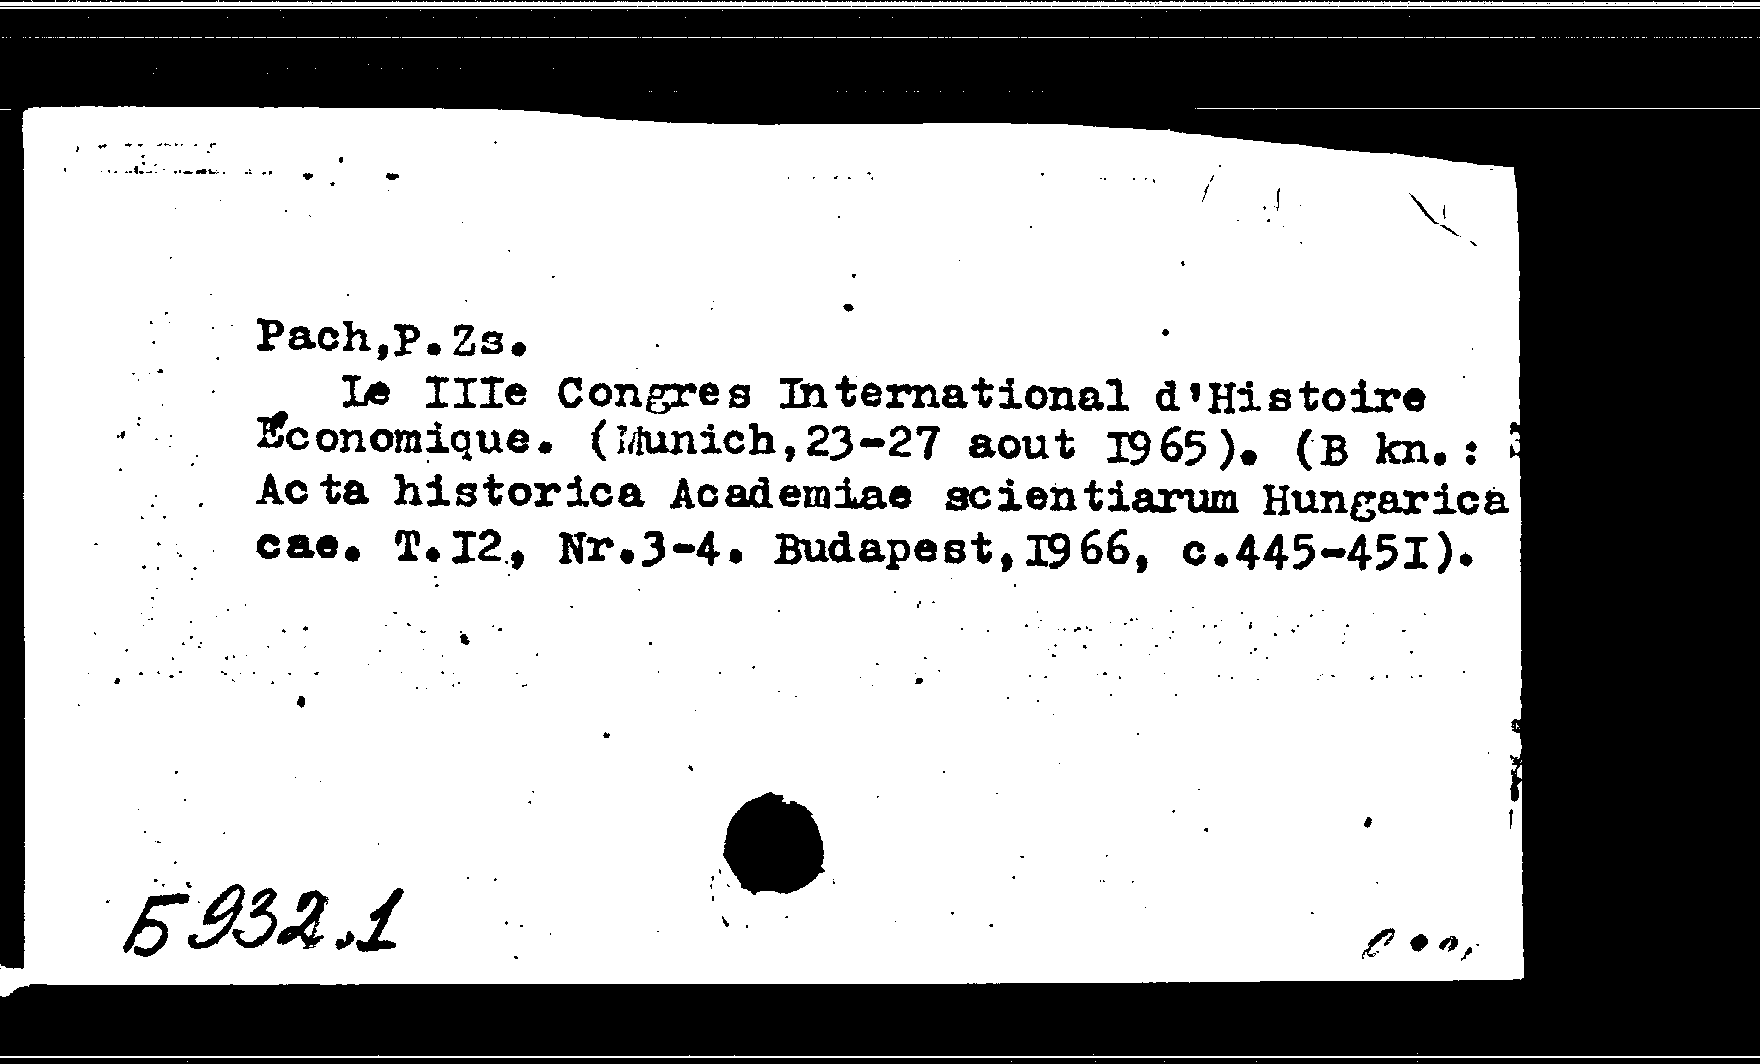 Pach,P.Zs.
Le IIIe Congres International d'Histoire
Économique. (Munich,23-27 aout I965). (В kn.:
Acta historica Academiae scientiarum Hungarica
cae. T.I2, Nr.3-4. Budapest,I966, c.445-45I).
Б932.1